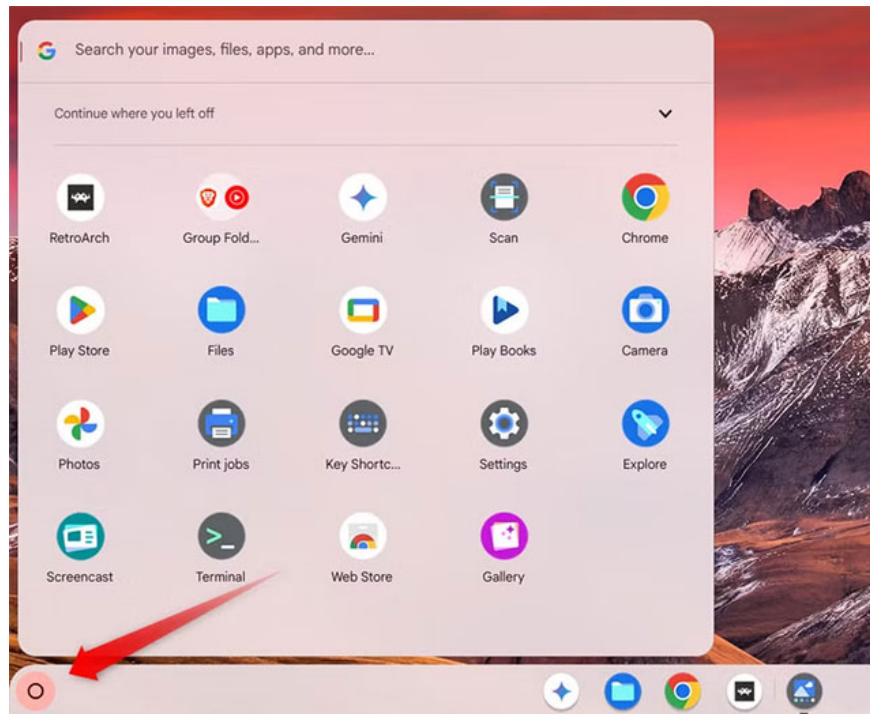 Search your images, files, apps, and more...
Continue where you left off
RetroArch
Group Fold...
Gemini
Scan
Chrome
Play Store
Files
Google TV
Play Books
Camera
Photos
Print jobs
Key Shortc...
Settings
Explore
Screencast
Terminal
Web Store
Gallery